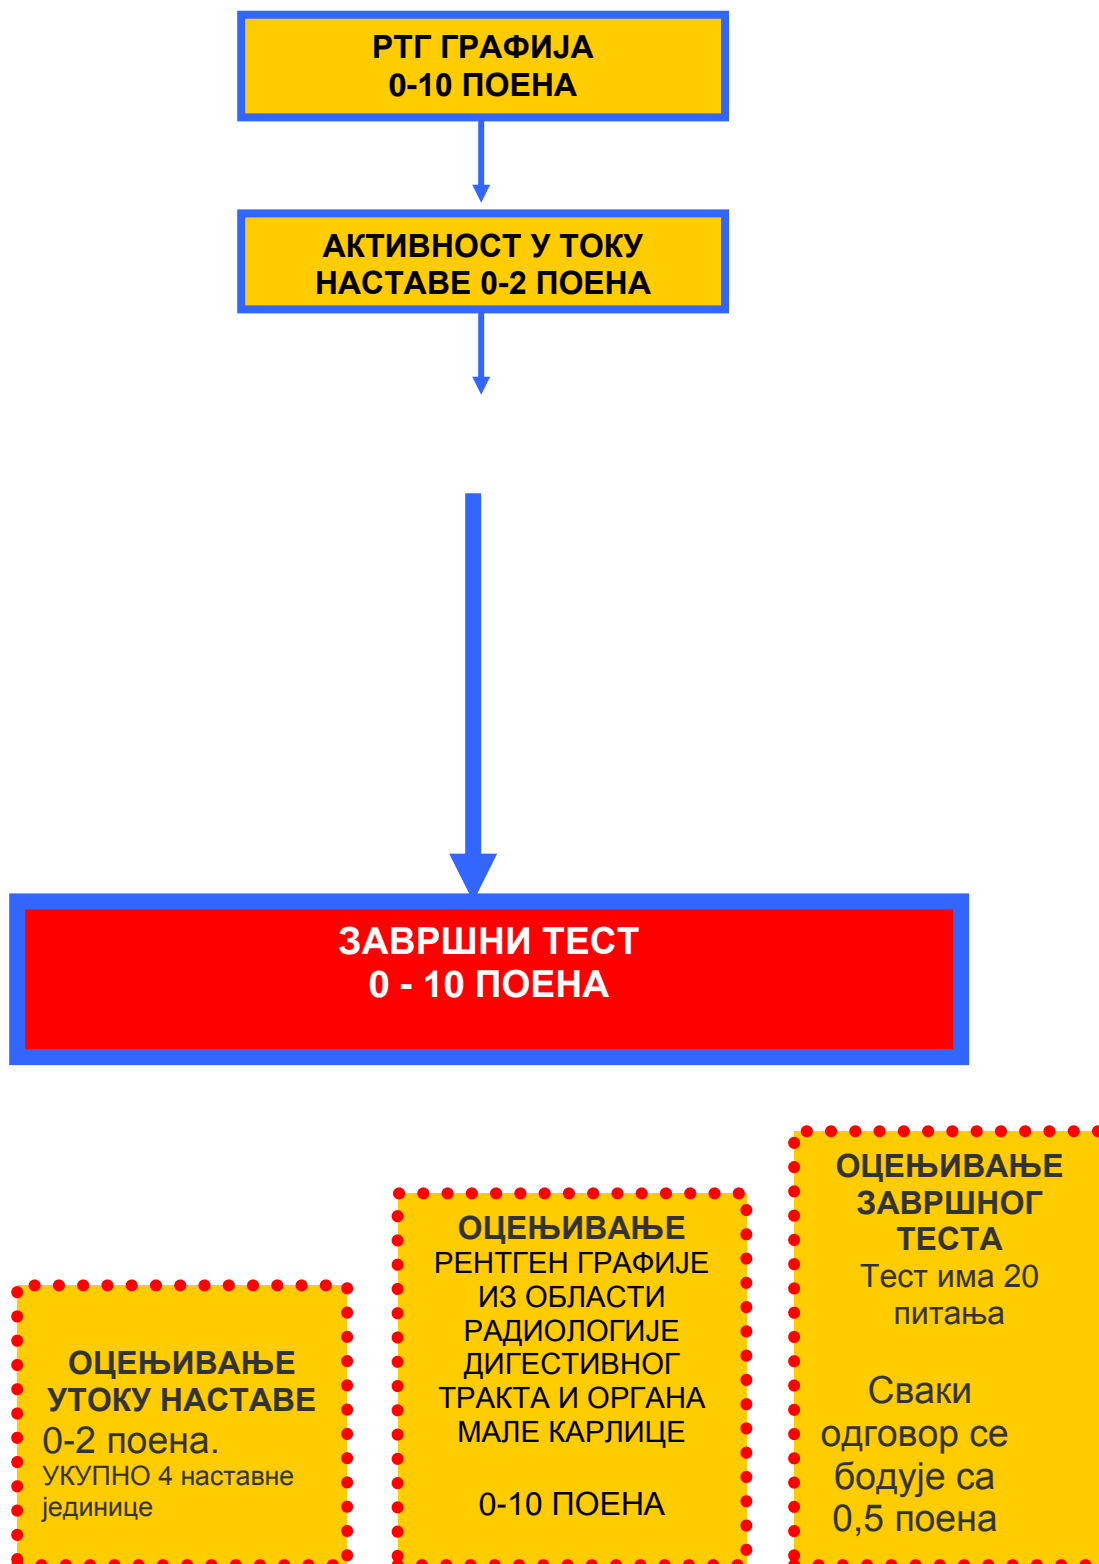 РТГ ГРАФИЈА
0-10 ПОЕНА
АКТИВНОСТ У ТОКУ
НАСТАВЕ 0-2 ПОЕНА
ЗАВРШНИ ТЕСТ
0 - 10 ПОЕНА
ОЦЕЊИВАЊЕ
УТОКУ НАСТАВЕ
0-2 поена.
УКУПНО 4 наставне
јединице
ОЦЕЊИВАЊЕ
РЕНТГЕН ГРАФИЈЕ
ИЗ ОБЛАСТИ
РАДИОЛОГИЈЕ
ДИГЕСТИВНОГ
ТРАКТА И ОРГАНА
МАЛЕ КАРЛИЦЕ
0-10 ПОЕНА
ОЦЕЊИВАЊЕ
ЗАВРШНОГ
ТЕСТА
Тест има 20
питања
Сваки
одговор се
бодује са
0,5 поена